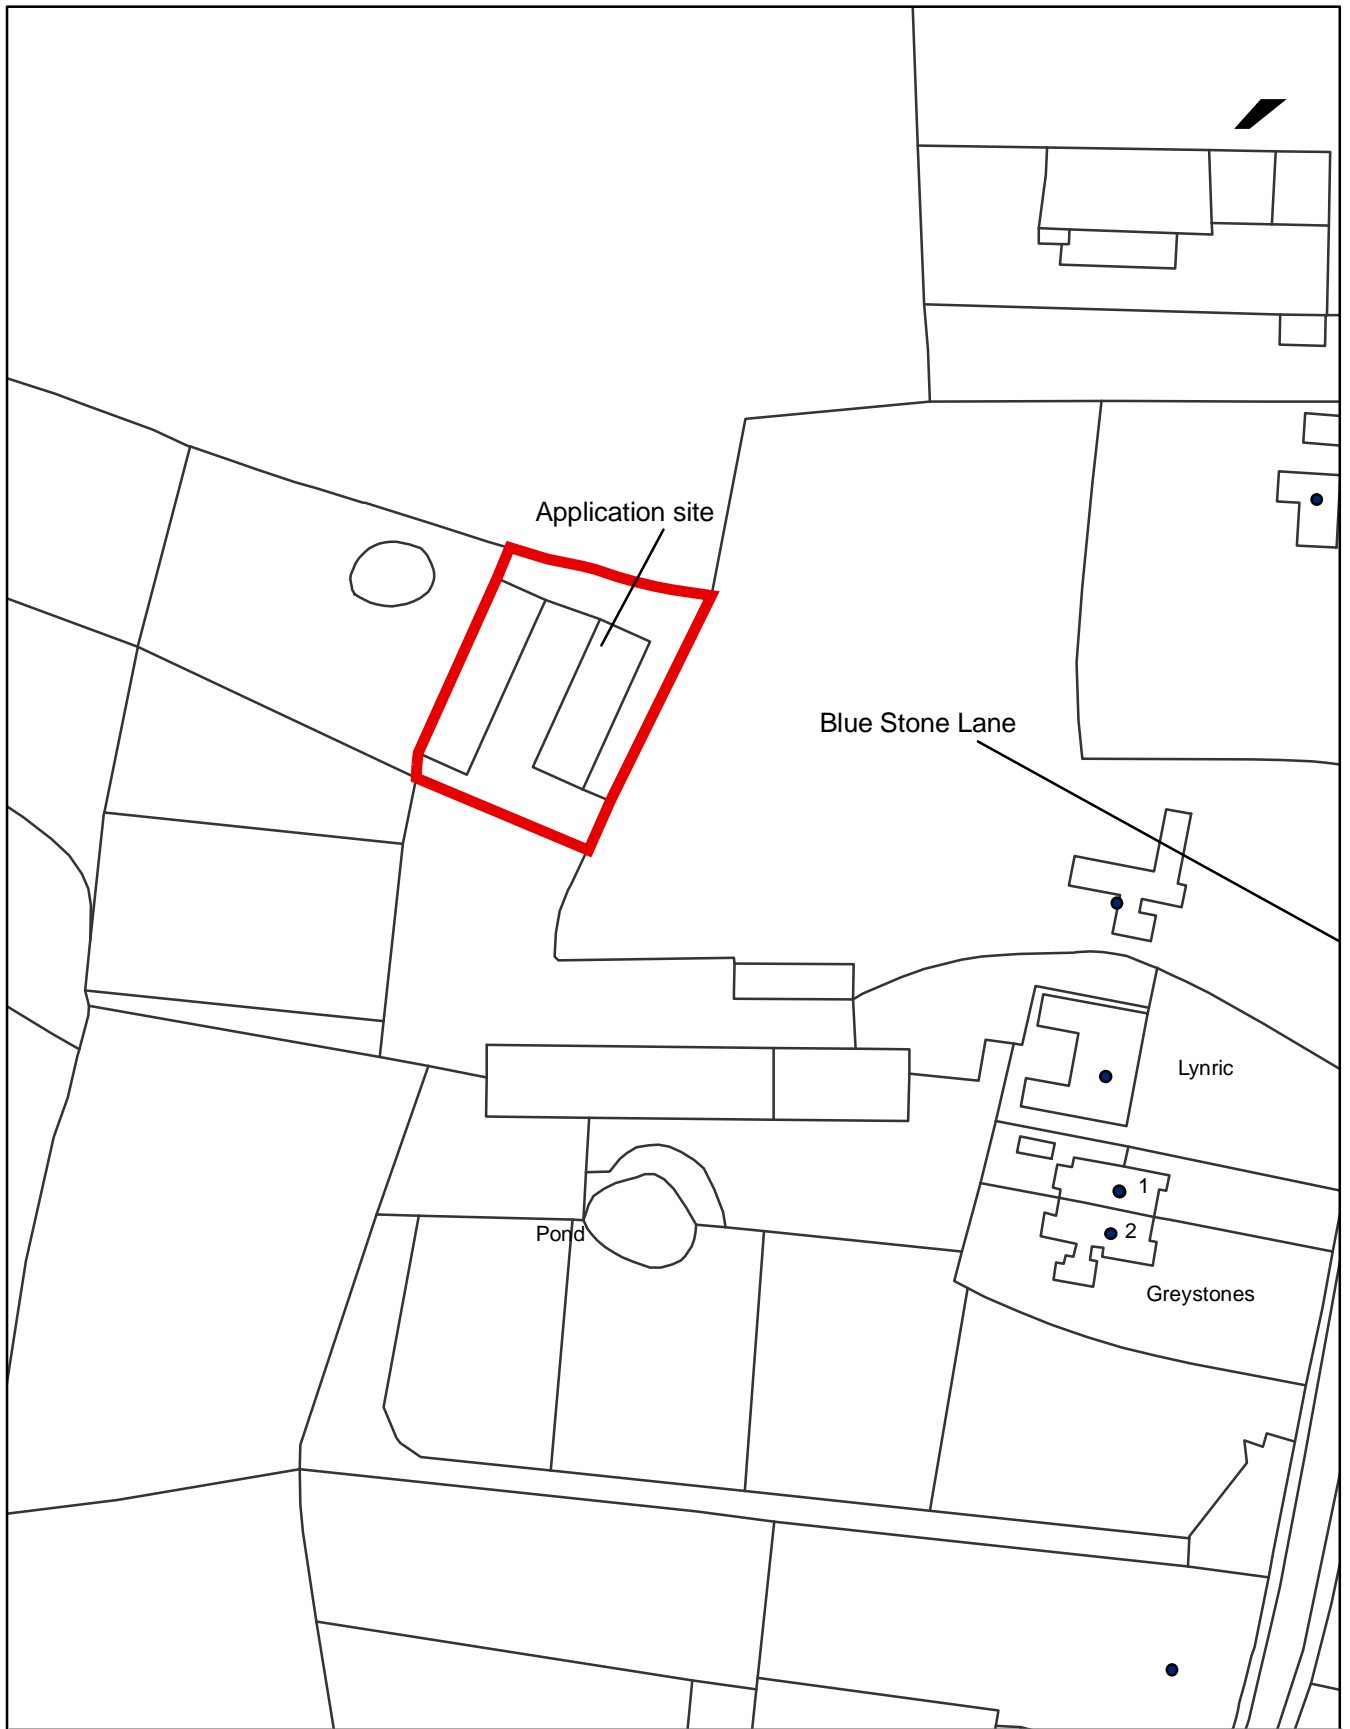 Application site
Blue Stone Lane
Lynric
1
2
Pond
Greystones